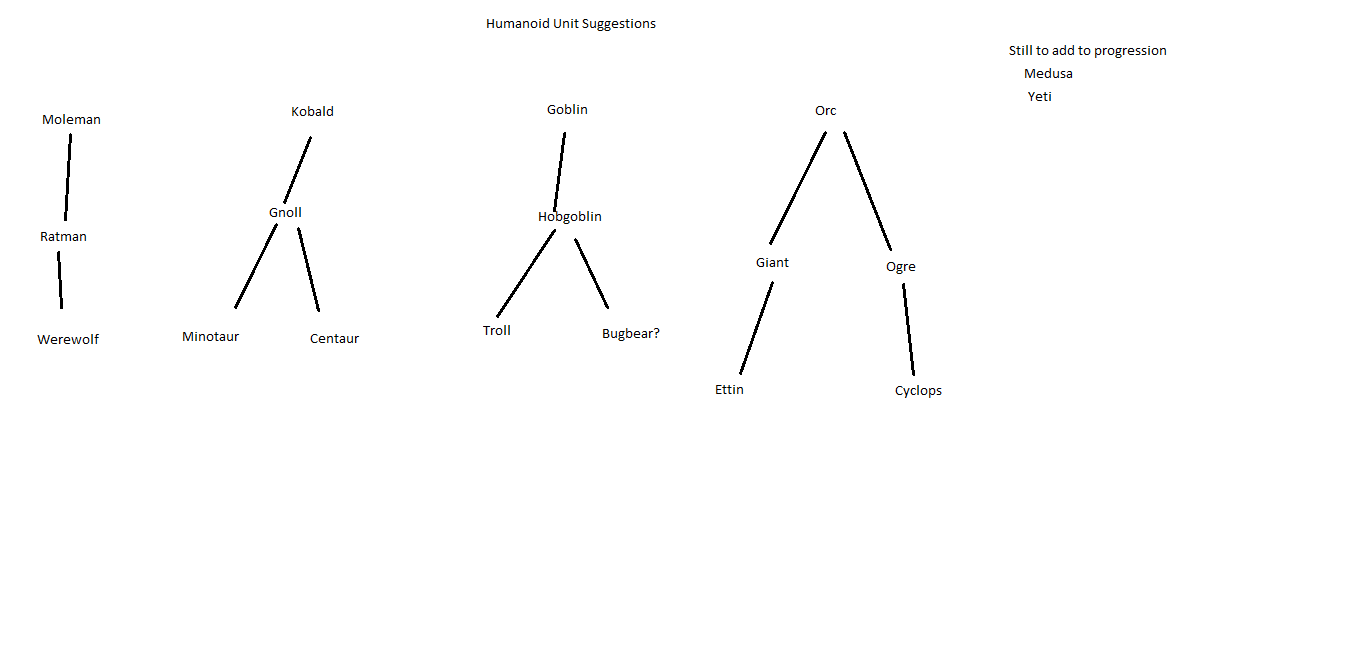 Humanoid Unit Suggestions
Still to add to progression
Medusa
Yeti
Moleman
Kobald
Goblin
Orc
Ratman
Gnoll
Hobgoblin
Giant
Ogre
Werewolf
Minotaur
Centaur
Troll
Bugbear?
Ettin
Cyclops